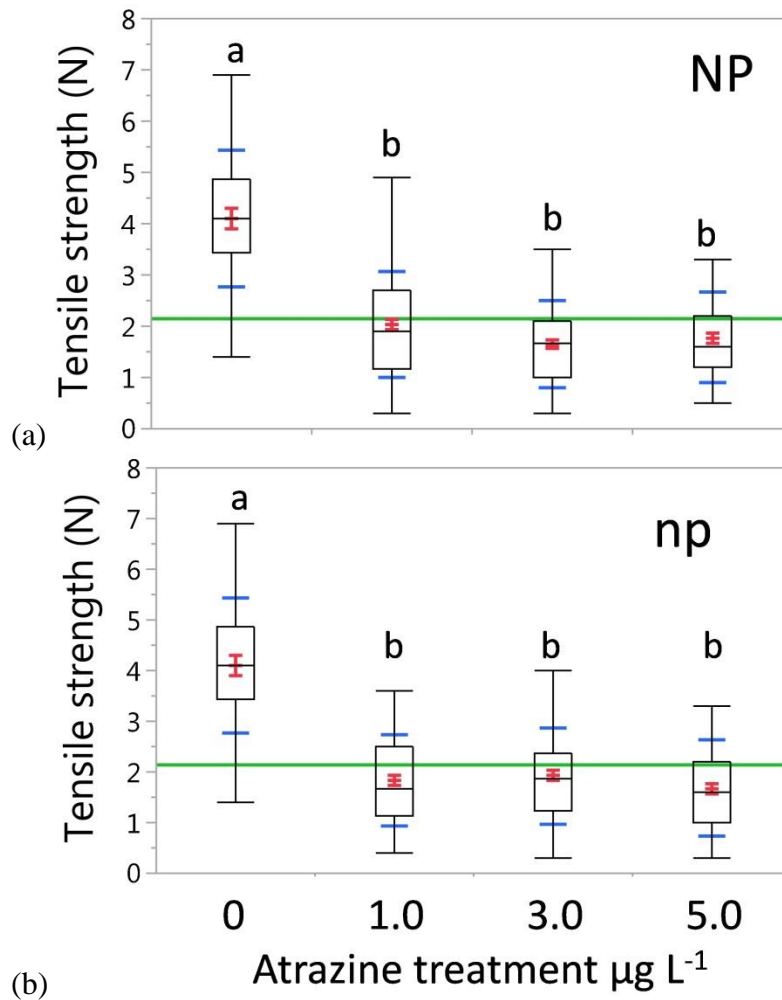 8
7
6
5
4
3
2
1
0
Tensile strength (N)
a
b
b
b
NP
(a)
8
7
6
5
4
3
2
1
0
Tensile strength (N)
a
b
b
b
np
0 1.0 3.0 5.0
Atrazine treatment µg L⁻¹
(b)